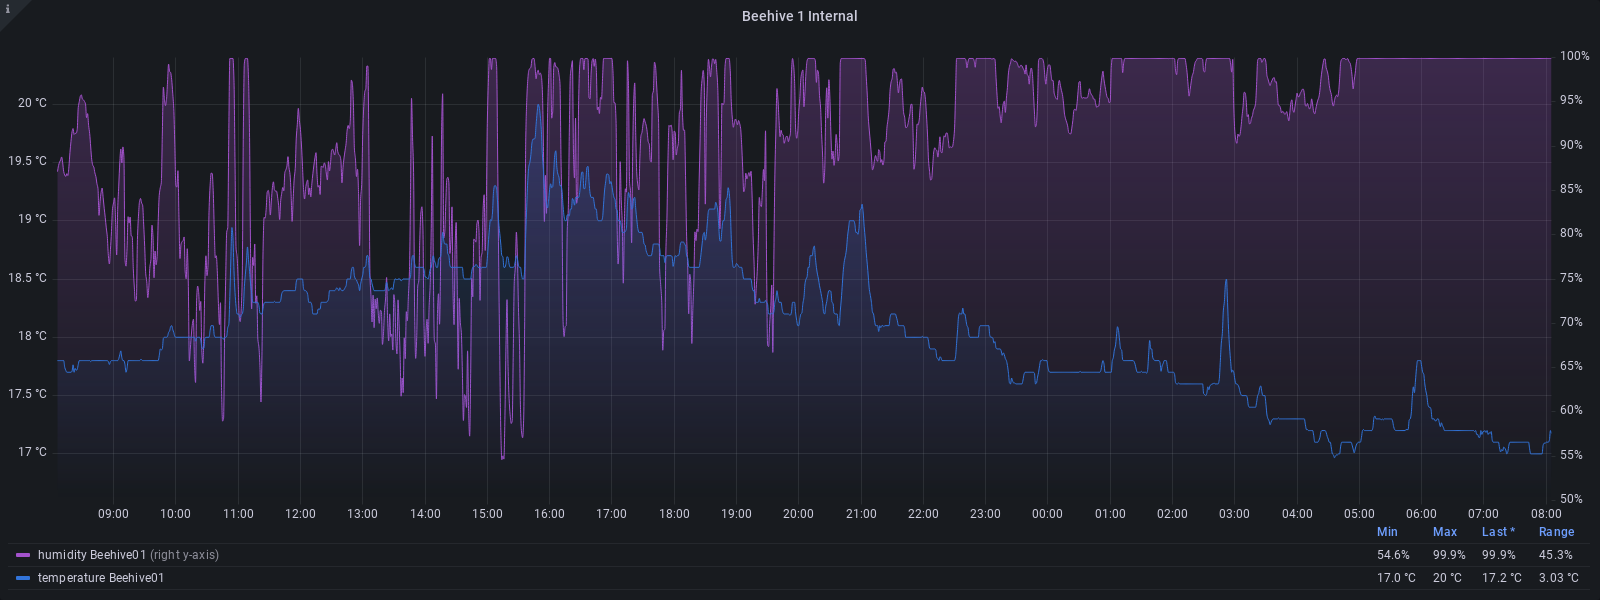 i
Beehive 1 Internal
100%
20 °C
95%
19.5 °C
90%
85%
19 °C
80%
18.5 °C
75%
18 °C
70%
65%
17.5 °C
60%
17 °C
55%
50%
09:00 10:00 11:00 12:00 13:00 14:00 15:00 16:00 17:00 18:00 19:00 20:00 21:00 22:00 23:00 00:00 01:00 02:00 03:00 04:00 05:00 06:00 07:00 08:00
Min Max Last * Range
humidity Beehive01 (right y-axis) 54.6% 99.9% 99.9% 45.3%
temperature Beehive01 17.0 °C 20 °C 17.2 °C 3.03 °C